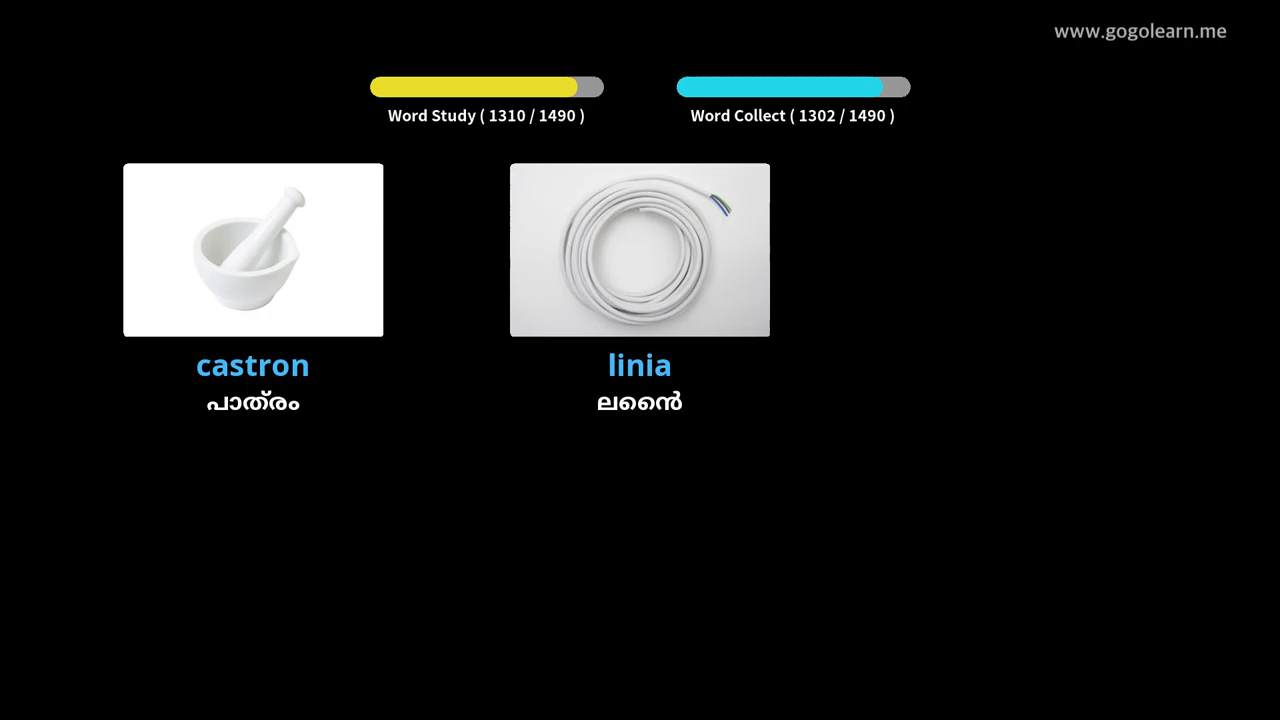 www.gogolearn.me
Word Study ( 1310 / 1490 )
Word Collect ( 1302 / 1490 )
castron
linia
പാത്രം
ലൈൻ